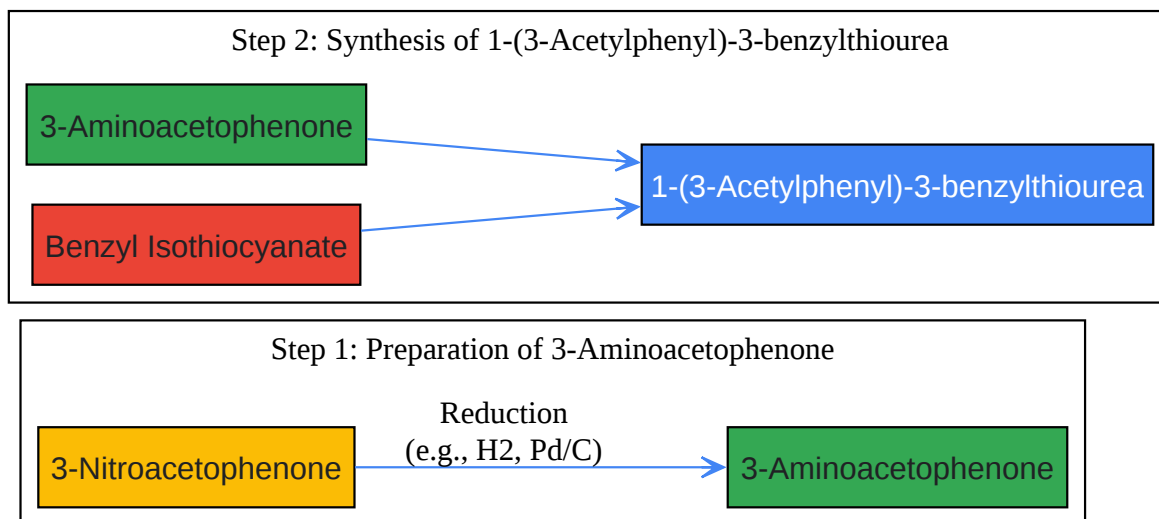 Step 2: Synthesis of 1-(3-Acetylphenyl)-3-benzylthiourea
3-Aminoacetophenone
1-(3-Acetylphenyl)-3-benzylthiourea
Benzyl Isothiocyanate
Step 1: Preparation of 3-Aminoacetophenone
Reduction
(e.g., H2, Pd/C)
3-Nitroacetophenone
3-Aminoacetophenone